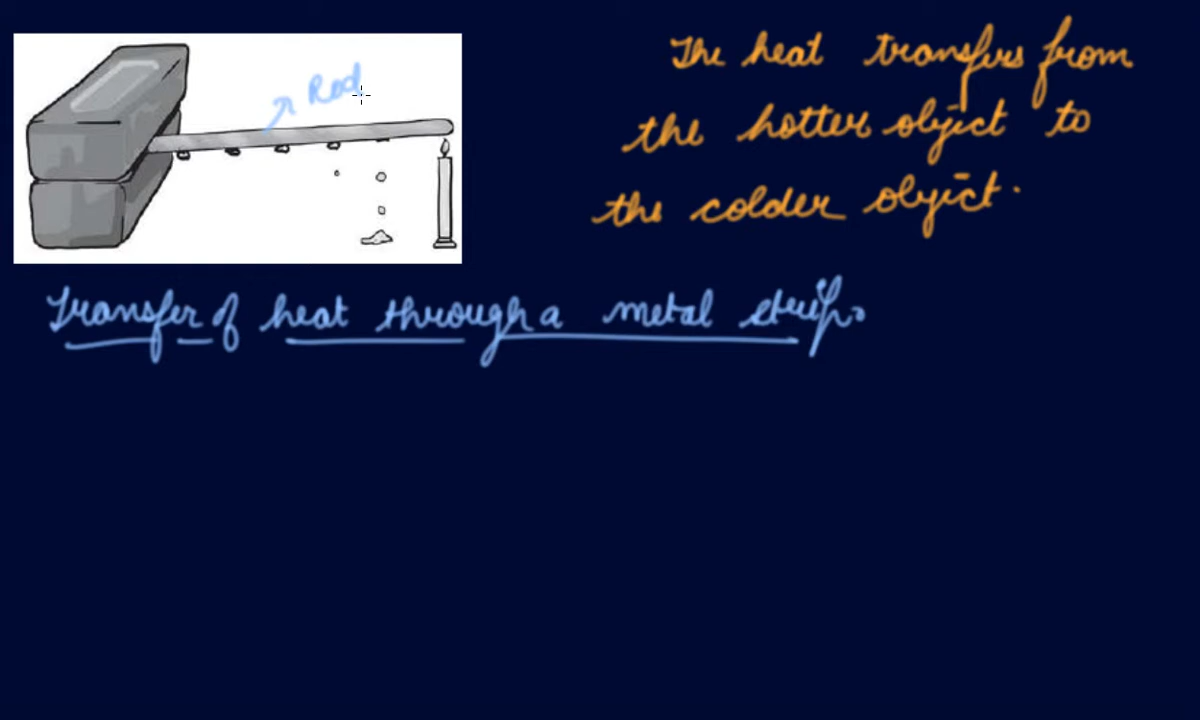 Rod
The heat transfers from
the hotter object to
the colder object.
Transfer of heat through a metal strip.